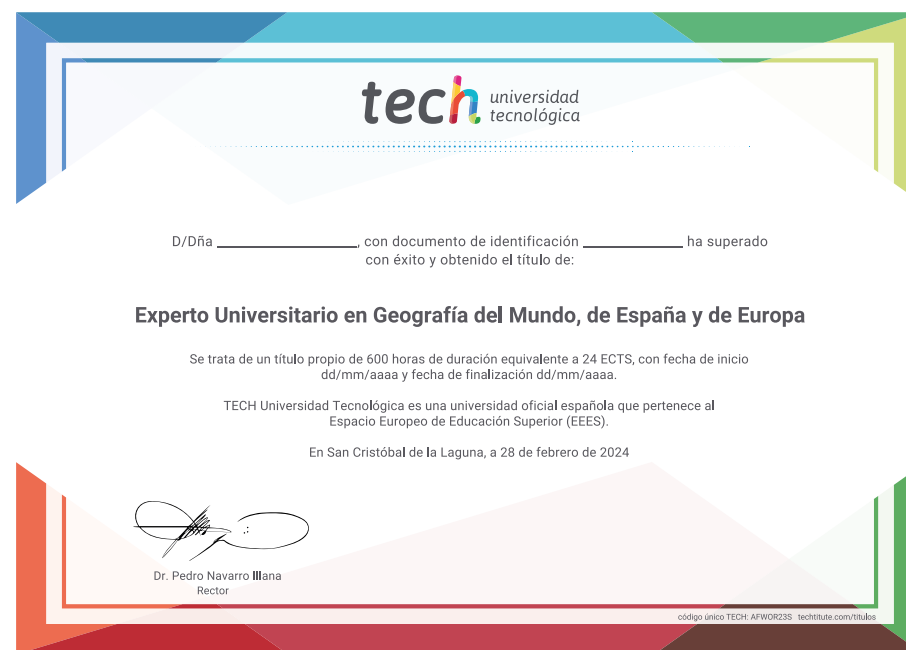 tech universidad
tecnológica
D/Dña ____________________, con documento de identificación ______________ ha superado
con éxito y obtenido el título de:
Experto Universitario en Geografía del Mundo, de España y de Europa
Se trata de un título propio de 600 horas de duración equivalente a 24 ECTS, con fecha de inicio
dd/mm/aaaa y fecha de finalización dd/mm/aaaa.
TECH Universidad Tecnológica es una universidad oficial española que pertenece al
Espacio Europeo de Educación Superior (EEES).
En San Cristóbal de la Laguna, a 28 de febrero de 2024
Dr. Pedro Navarro Illana
Rector
código único TECH: AFWOR23S techtitute.com/titulos